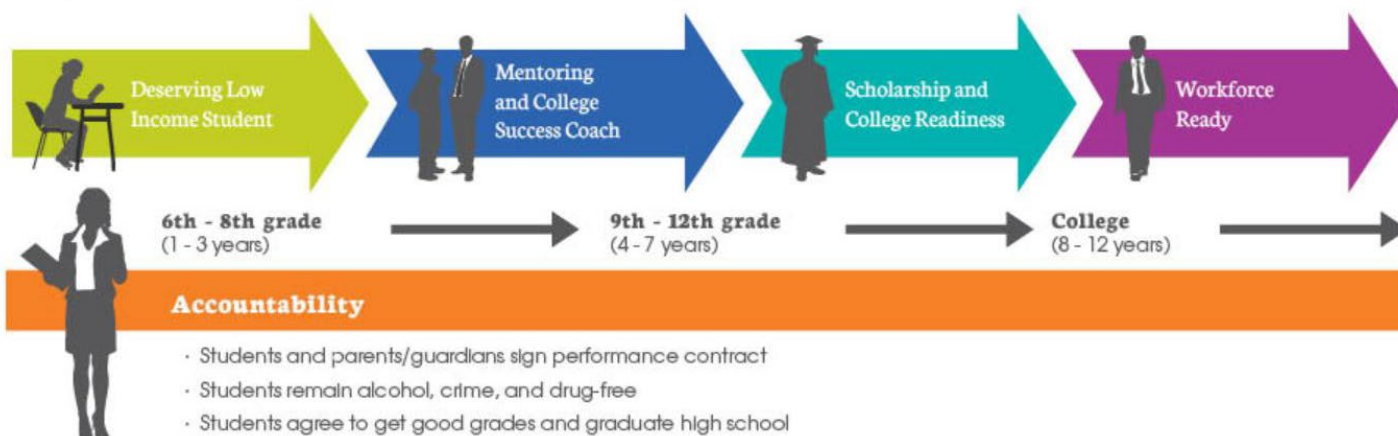 Deserving Low
Income Student
Mentoring
and College
Success Coach
Scholarship and
College Readiness
Workforce
Ready
6th - 8th grade
(1 - 3 years)
9th - 12th grade
(4 - 7 years)
College
(8 - 12 years)
Accountability
· Students and parents/guardians sign performance contract
· Students remain alcohol, crime, and drug-free
· Students agree to get good grades and graduate high school